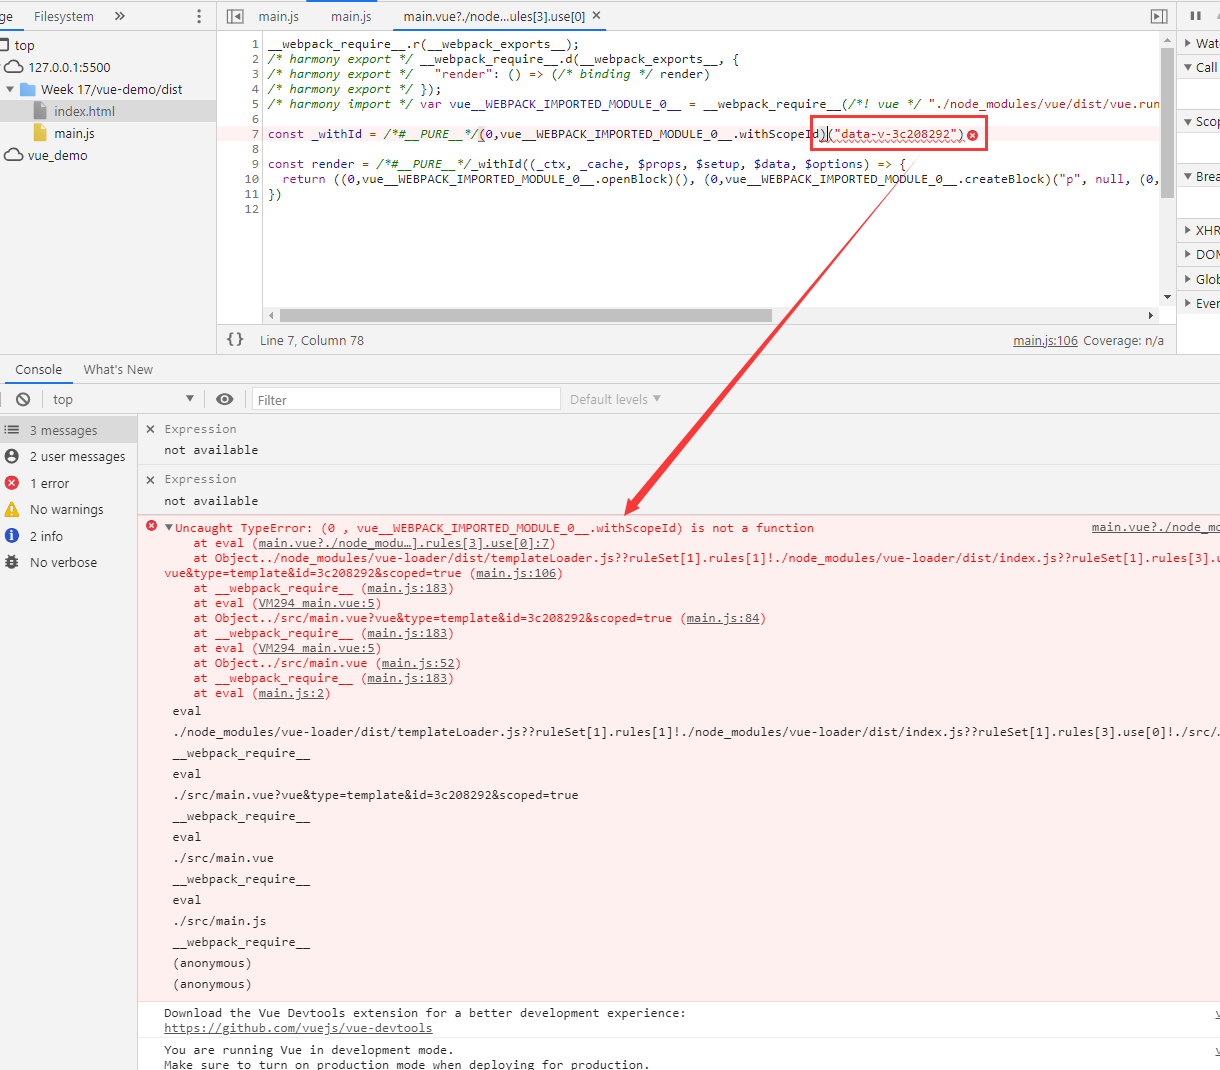 ge Filesystem
main.js main.js main.vue?./node...ules[3].use[0]
top
127.0.0.1:5500
Week 17/vue-demo/dist
index.html
main.js
vue_demo
1 __webpack_require__.r(__webpack_exports__);
2 /* harmony export */ __webpack_require__.d(__webpack_exports__, {
3 /* harmony export */   "render": () => (/* binding */ render)
4 /* harmony export */ });
5 /* harmony import */ var vue__WEBPACK_IMPORTED_MODULE_0__ = __webpack_require__(/*! vue */ "./node_modules/vue/dist/vue.run
6
7 const _withId = /*#__PURE__*/(0,vue__WEBPACK_IMPORTED_MODULE_0__.withScopeId)("data-v-3c208292")
8
9 const render = /*#__PURE__*/_withId((_ctx, _cache, $props, $setup, $data, $options) => {
10   return ((0,vue__WEBPACK_IMPORTED_MODULE_0__.openBlock)(), (0,vue__WEBPACK_IMPORTED_MODULE_0__.createBlock)("p", null, (0,
11 })
12
{} Line 7, Column 78
main.js:106 Coverage: n/a
Wat
Call
Scop
Brea
XHR
DOM
Glob
Ever
Console What's New
top Filter Default levels
3 messages
2 user messages
1 error
No warnings
2 info
No verbose
Expression
not available
Expression
not available
Uncaught TypeError: (0 , vue__WEBPACK_IMPORTED_MODULE_0__.withScopeId) is not a function main.vue?./node_mo
at eval (main.vue?./node_modu…].rules[3].use[0]:7)
at Object../node_modules/vue-loader/dist/templateLoader.js??ruleSet[1].rules[1]!./node_modules/vue-loader/dist/index.js??ruleSet[1].rules[3].u
vue&type=template&id=3c208292&scoped=true (main.js:106)
at __webpack_require__ (main.js:183)
at eval (VM294 main.vue:5)
at Object../src/main.vue?vue&type=template&id=3c208292&scoped=true (main.js:84)
at __webpack_require__ (main.js:183)
at eval (VM294 main.vue:5)
at Object../src/main.vue (main.js:52)
at __webpack_require__ (main.js:183)
at eval (main.js:2)
eval
./node_modules/vue-loader/dist/templateLoader.js??ruleSet[1].rules[1]!./node_modules/vue-loader/dist/index.js??ruleSet[1].rules[3].use[0]!./src/.
__webpack_require__
eval
./src/main.vue?vue&type=template&id=3c208292&scoped=true
__webpack_require__
eval
./src/main.vue
__webpack_require__
eval
./src/main.js
__webpack_require__
(anonymous)
(anonymous)
Download the Vue Devtools extension for a better development experience: v
https://github.com/vuejs/vue-devtools
You are running Vue in development mode. v
Make sure to turn on production mode when deploying for production.